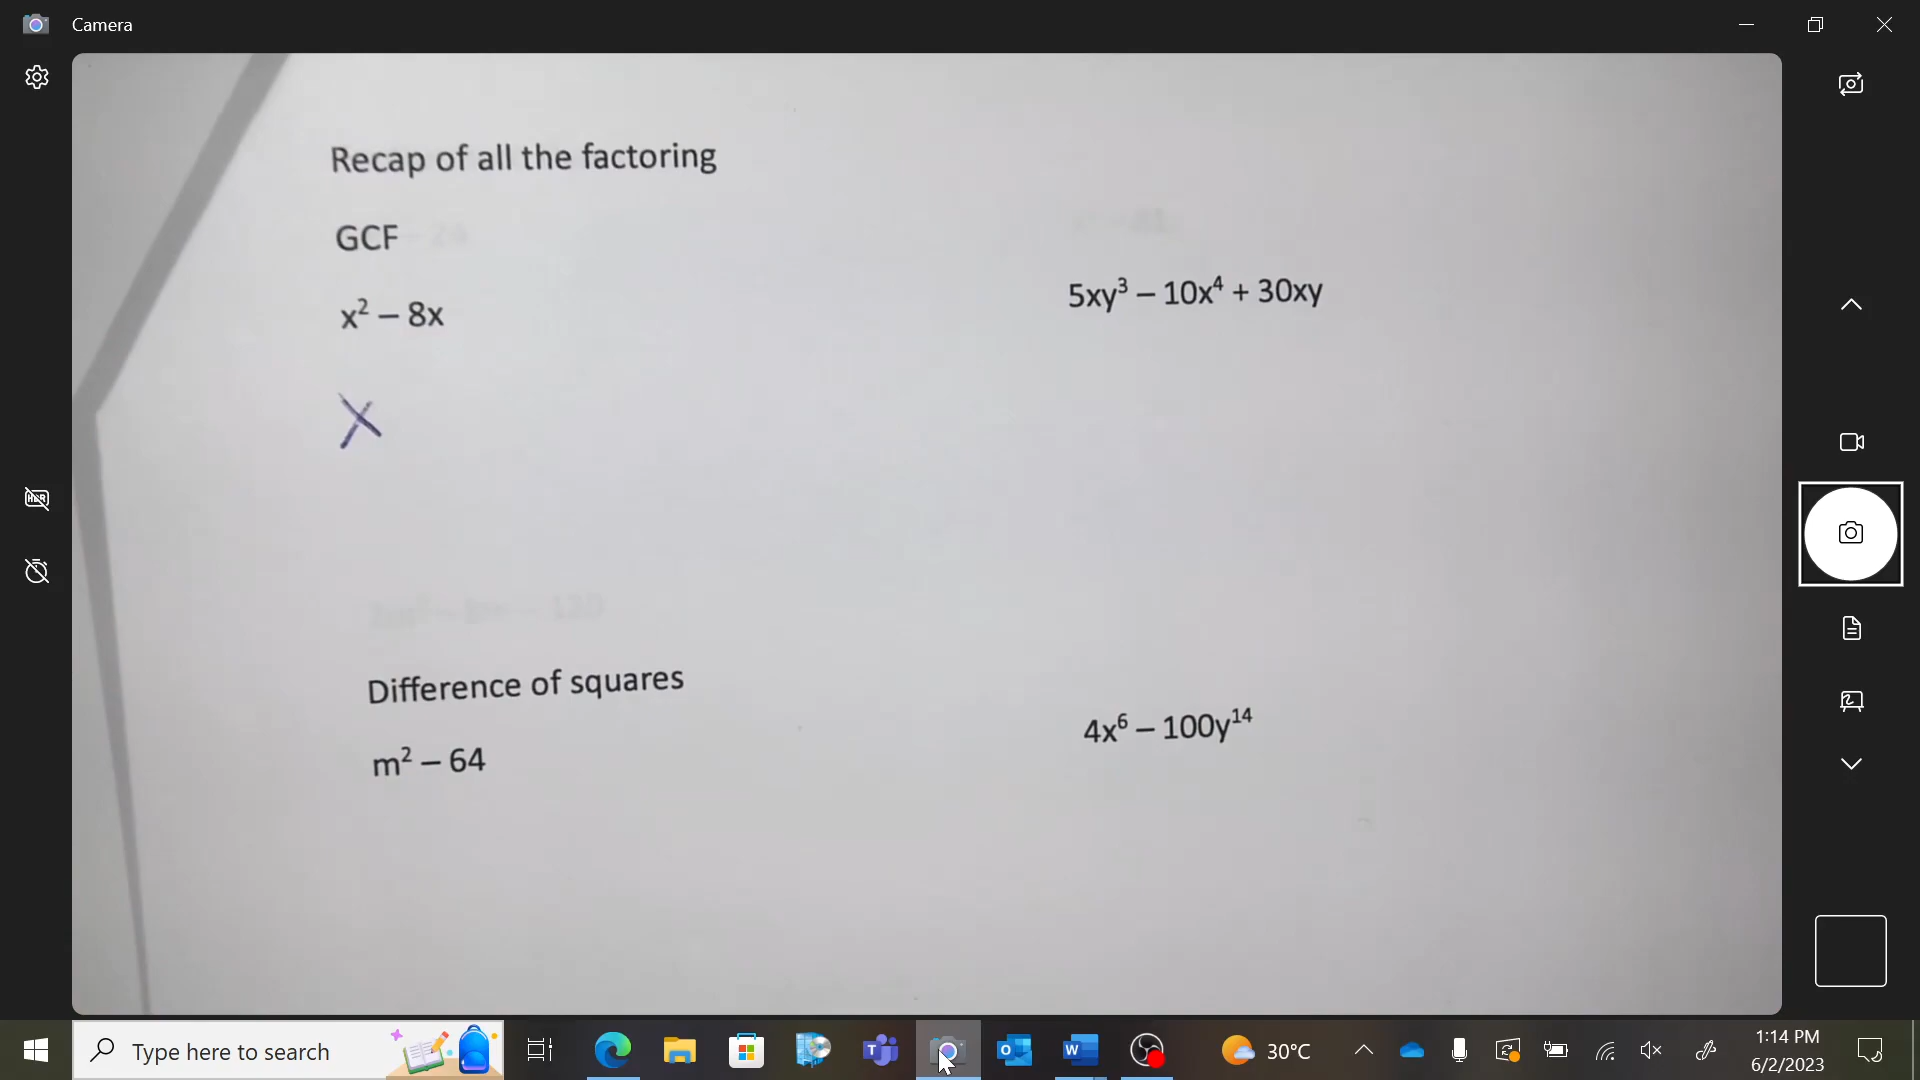 Camera
Recap of all the factoring
GCF
x² – 8x
5xy³ – 10x⁴ + 30xy
x
Difference of squares
m² – 64
4x⁶ – 100y¹⁴
Type here to search
30°C
1:14 PM
6/2/2023